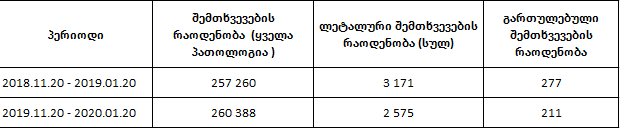 პერიოდი
შემთხვევების
რაოდენობა (ყველა
პათოლოგია )
ლეტალური შემთხვევების
რაოდენობა (სულ)
გართულებული
შემთხვევების
რაოდენობა
2018.11.20 - 2019.01.20 257 260 3 171 277
2019.11.20 - 2020.01.20 260 388 2 575 211